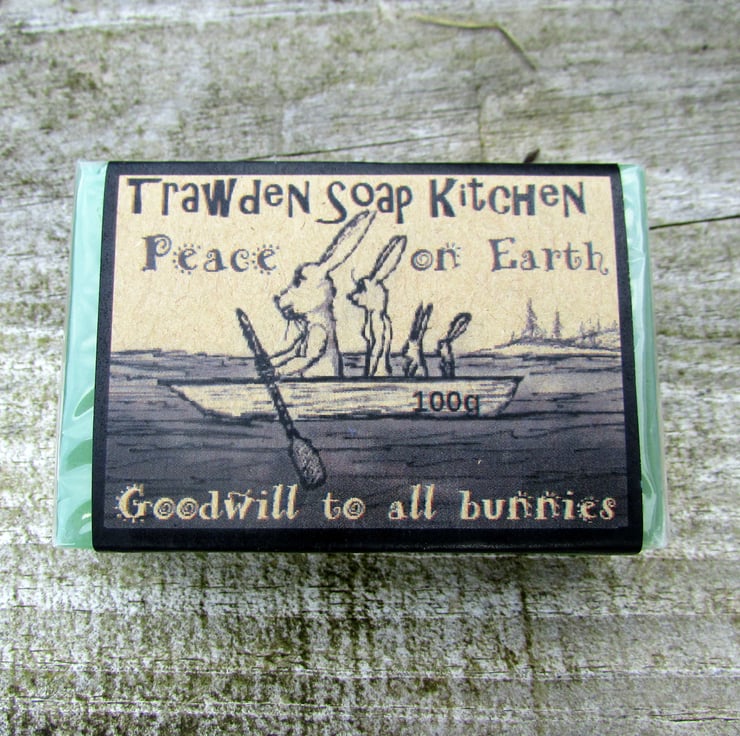 Trawden Soap Kitchen
Peace on Earth
100g
Goodwill to all bunnies